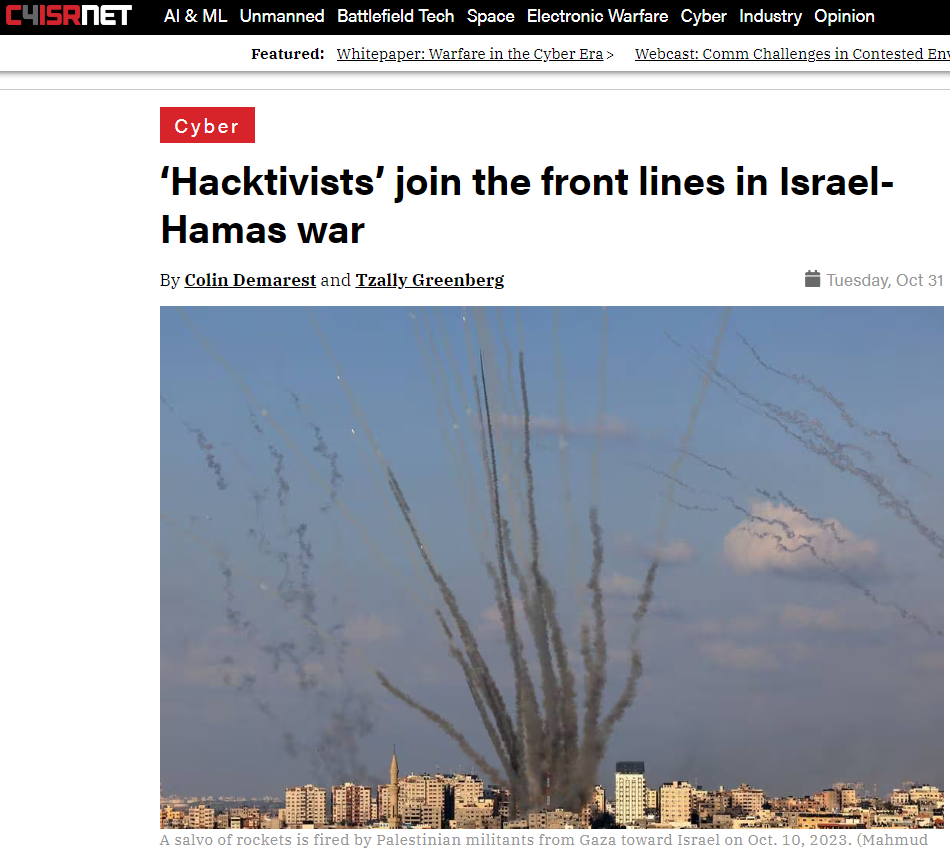 C4ISRNET AI & ML Unmanned Battlefield Tech Space Electronic Warfare Cyber Industry Opinion
Featured: Whitepaper: Warfare in the Cyber Era > Webcast: Comm Challenges in Contested
Cyber
‘Hacktivists’ join the front lines in Israel-
Hamas war
By Colin Demarest and Tzally Greenberg Tuesday, Oct 31
A salvo of rockets is fired by Palestinian militants from Gaza toward Israel on Oct. 10, 2023. (Mahmud